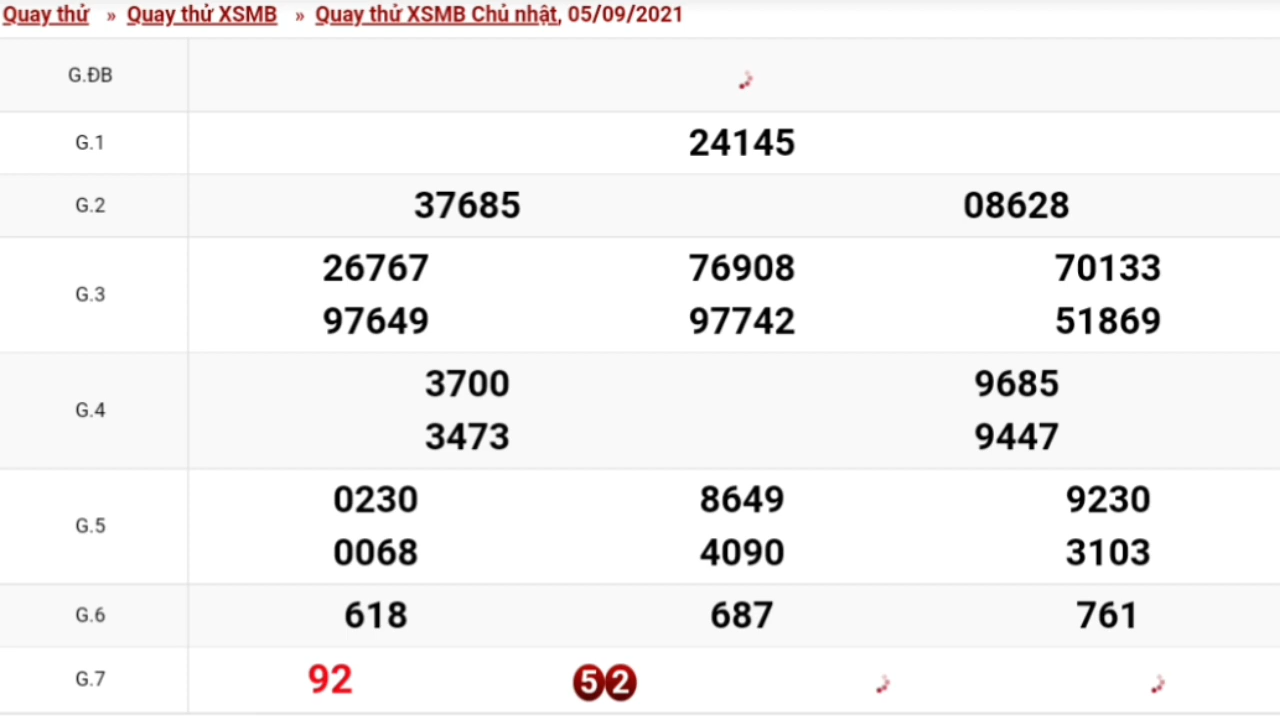 Quay thử » Quay thử XSMB » Quay thử XSMB Chủ nhật, 05/09/2021
G.ĐB
G.1 24145
G.2 37685 08628
G.3 26767 76908 70133
97649 97742 51869
G.4 3700 9685
3473 9447
G.5 0230 8649 9230
0068 4090 3103
G.6 618 687 761
G.7 92 52